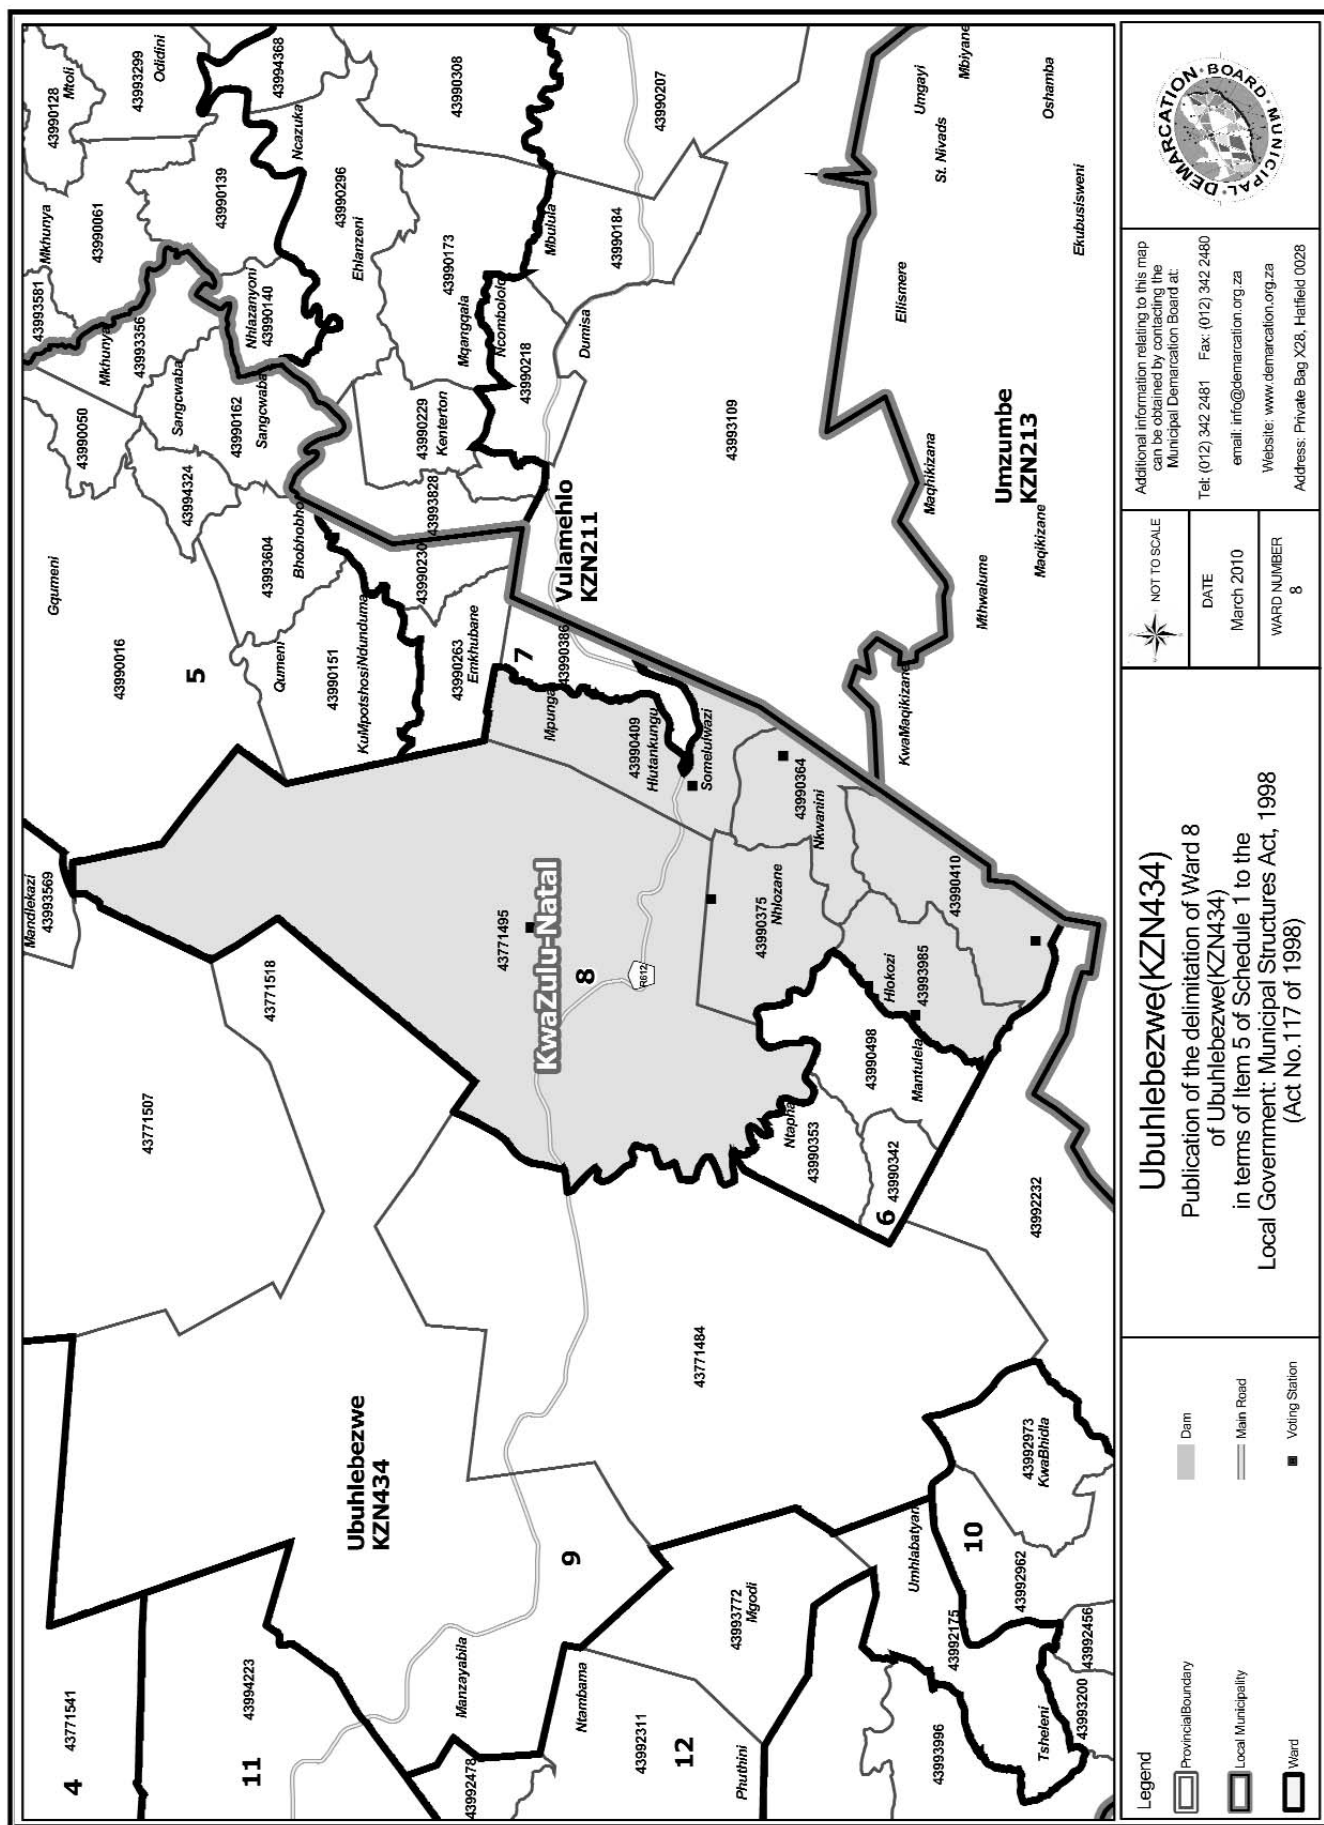 43993581
Mkhunya
43990128
Mtoli
43993299
Odidini
43994368
43990061
43990139
Ncazuka
43990308
43990207
Mkhunya
43993356
Nhlazanyoni
43990140
43990296
Ehlanzeni
43990173
Mqangqala
Ncombololo
Mbulula
43990184
Dumisa
43990218
43990050
Sangcwaba
43990162
Sangcwaba
43990229
Kenterton
43994324
43993828
Gqumeni
43993604
Bhobhobho
43990230
Vulamehlo
KZN211
43993109
43990016
5
Qumeni
43990151
KuMpotshosiNdunduma
43990263
Emkhubane
7
43990386
Mpunga
43990409
Hlutankungu
Somelulwazi
43990364
Nkwanini
43990410
Umgayi
Mbiyane
St. Nivads
Oshamba
Ekubusisweni
Ellismere
Maqhikizana
Umzumbe
KZN213
Maqikizane
Mthwalume
KwaMaqikizane
Mandlekazi
43993569
43771518
43771507
43771495
KwaZulu-Natal
8
R612
43990375
Nhlozane
Hlokozi
43993985
43990498
Mantulela
Ntapha
43990353
43990342
6
43992232
43771484
Ubuhlebezwe
KZN434
9
43992973
KwaBhidla
10
43992962
Umhlabatyan
43992175
43992456
43993200
Tsheleni
43993996
43993772
Mgodi
Ntambama
43992311
12
Phuthini
Manzayabila
43992478
43994223
11
43771541
4
Legend
ProvincialBoundary
Local Municipality
Ward
Dam
Main Road
Voting Station
Ubuhlebezwe(KZN434)
Publication of the delimitation of Ward 8
of Ubuhlebezwe(KZN434)
in terms of Item 5 of Schedule 1 to the
Local Government: Municipal Structures Act, 1998
(Act No.117 of 1998)
NOT TO SCALE
DATE
March 2010
WARD NUMBER
8
Additional information relating to this map
can be obtained by contacting the
Municipal Demarcation Board at:
Tel: (012) 342 2481 Fax: (012) 342 2480
email: info@demarcation.org.za
Website: www.demarcation.org.za
Address: Private Bag X28, Hatfield 0028
MUNICIPAL DEMARCATION BOARD